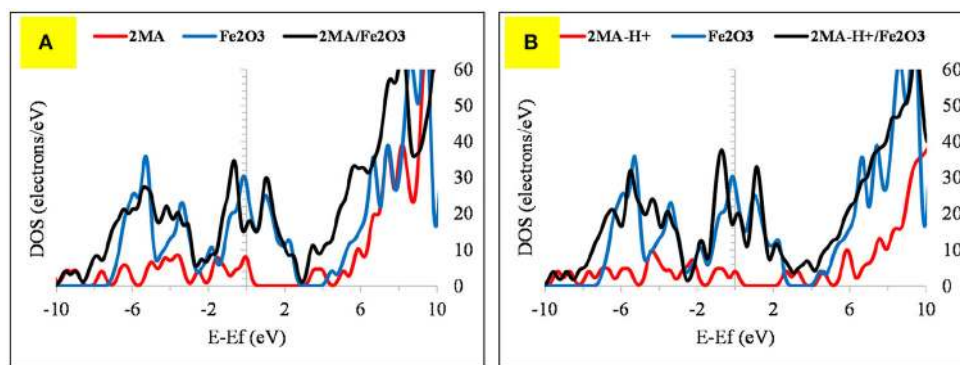 A
2MA Fe2O3 2MA/Fe2O3
60
50
40
30
20
10
0
DOS (electrons/eV)
-10 -6 -2 2 6 10
E-Ef (eV)
B
2MA-H+ Fe2O3 2MA-H+/Fe2O3
60
50
40
30
20
10
0
DOS (electrons/eV)
-10 -6 -2 2 6 10
E-Ef (eV)